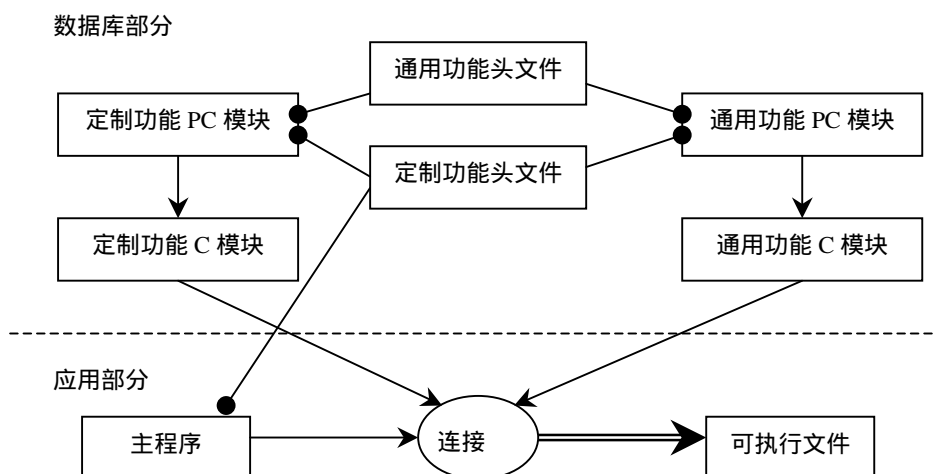 数据库部分
通用功能头文件
定制功能 PC 模块
通用功能 PC 模块
定制功能头文件
定制功能 C 模块
通用功能 C 模块
应用部分
主程序
连接
可执行文件